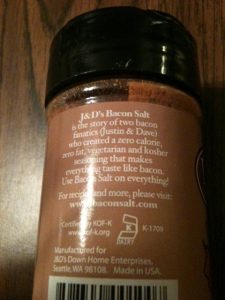 J&D's Bacon Salt
is the story of two bacon
fanatics (Justin & Dave)
who created a zero calorie,
zero fat, vegetarian and kosher
seasoning that makes
everything taste like bacon.
Use Bacon Salt on everything!
For recipes and more, please visit:
www.baconsalt.com
Certified by KOF-K
www.kof-k.org
K
DAIRY
K-1709
Manufactured for
J&D's Down Home Enterprises,
Seattle, WA 98108. Made in USA.